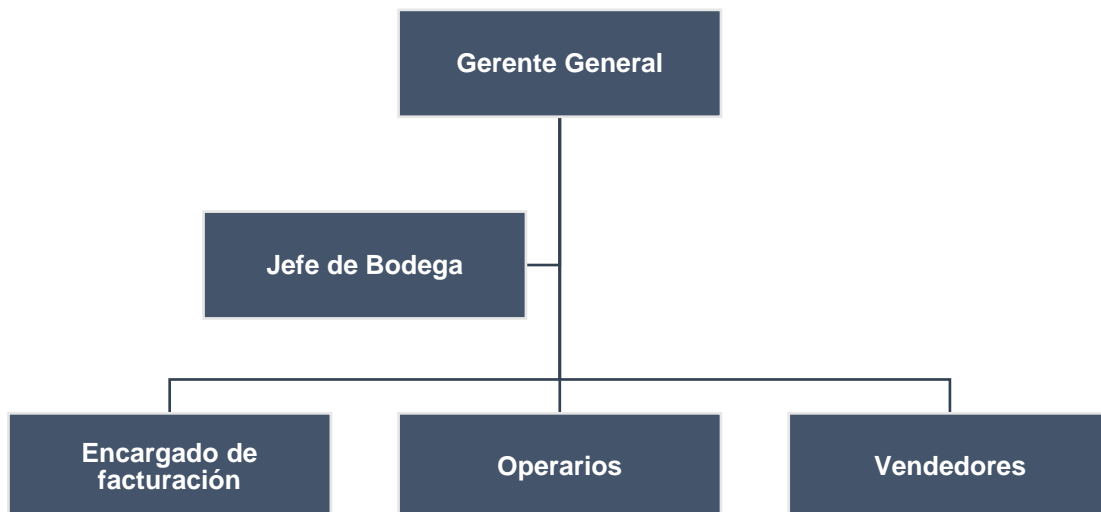 Gerente General
Jefe de Bodega
Encargado de
facturación
Operarios
Vendedores